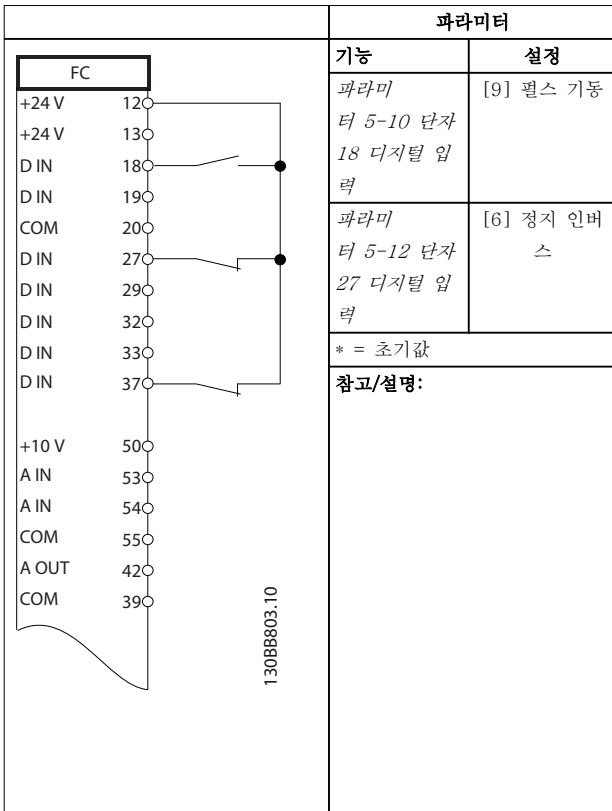 FC
+24 V 12
+24 V 13
D IN 18
D IN 19
COM 20
D IN 27
D IN 29
D IN 32
D IN 33
D IN 37
+10 V 50
A IN 53
A IN 54
COM 55
A OUT 42
COM 39
130BB803.10
파라미터
기능 설정
파라미
터 5-10 단자
18 디지털 입
력
[9] 펄스 기동
파라미
터 5-12 단자
27 디지털 입
력
[6] 정지 인버
스
* = 초기값
참고/설명: